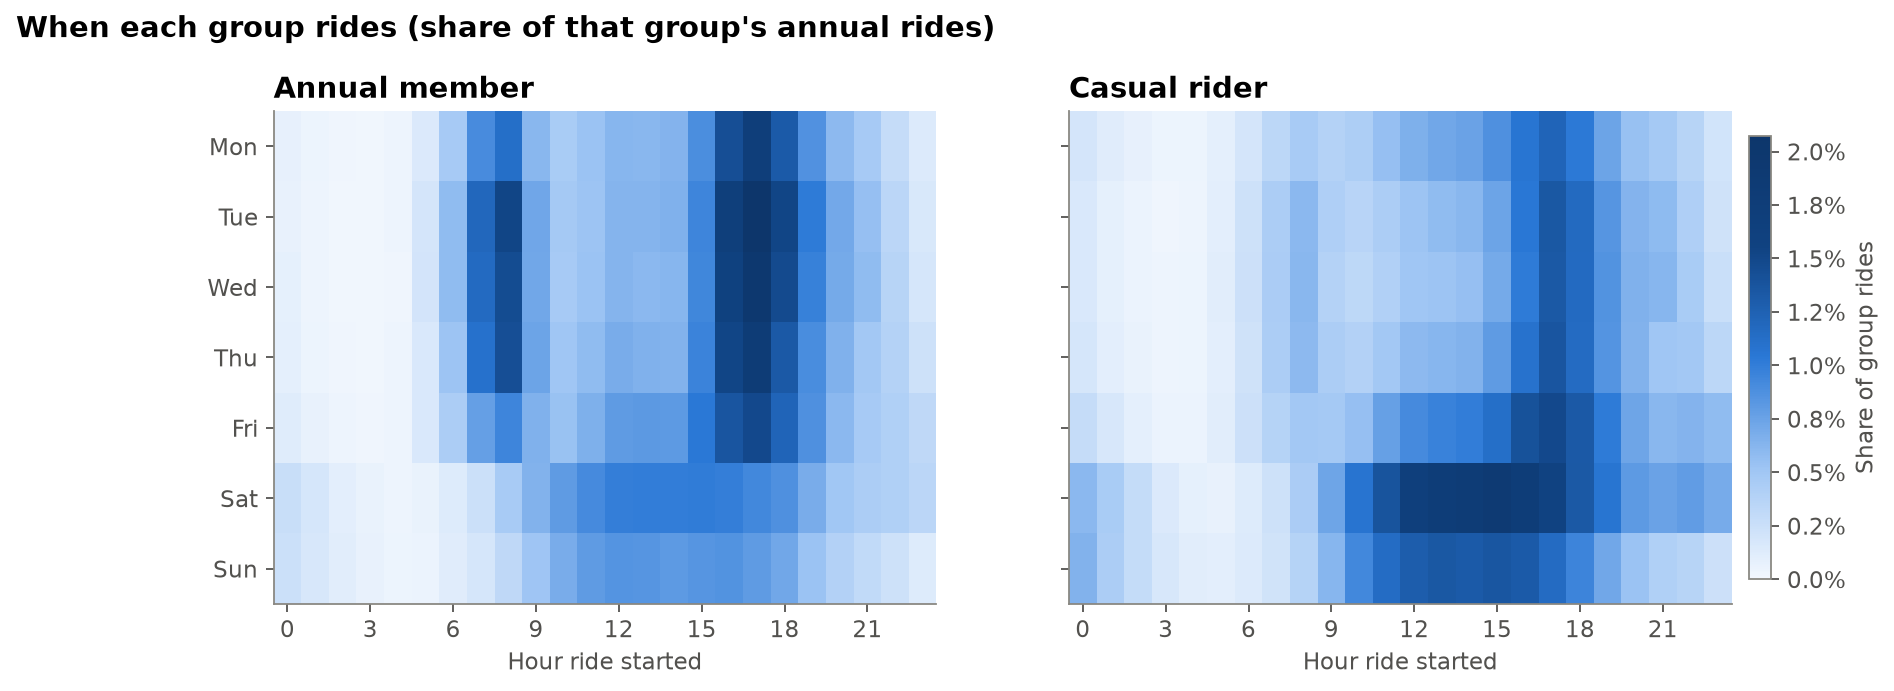 When each group rides (share of that group's annual rides)
Annual member
Casual rider
Mon
Tue
Wed
Thu
Fri
Sat
Sun
0 3 6 9 12 15 18 21
0 3 6 9 12 15 18 21
Hour ride started
Hour ride started
2.0%
1.8%
1.5%
1.2%
1.0%
0.8%
0.5%
0.2%
0.0%
Share of group rides